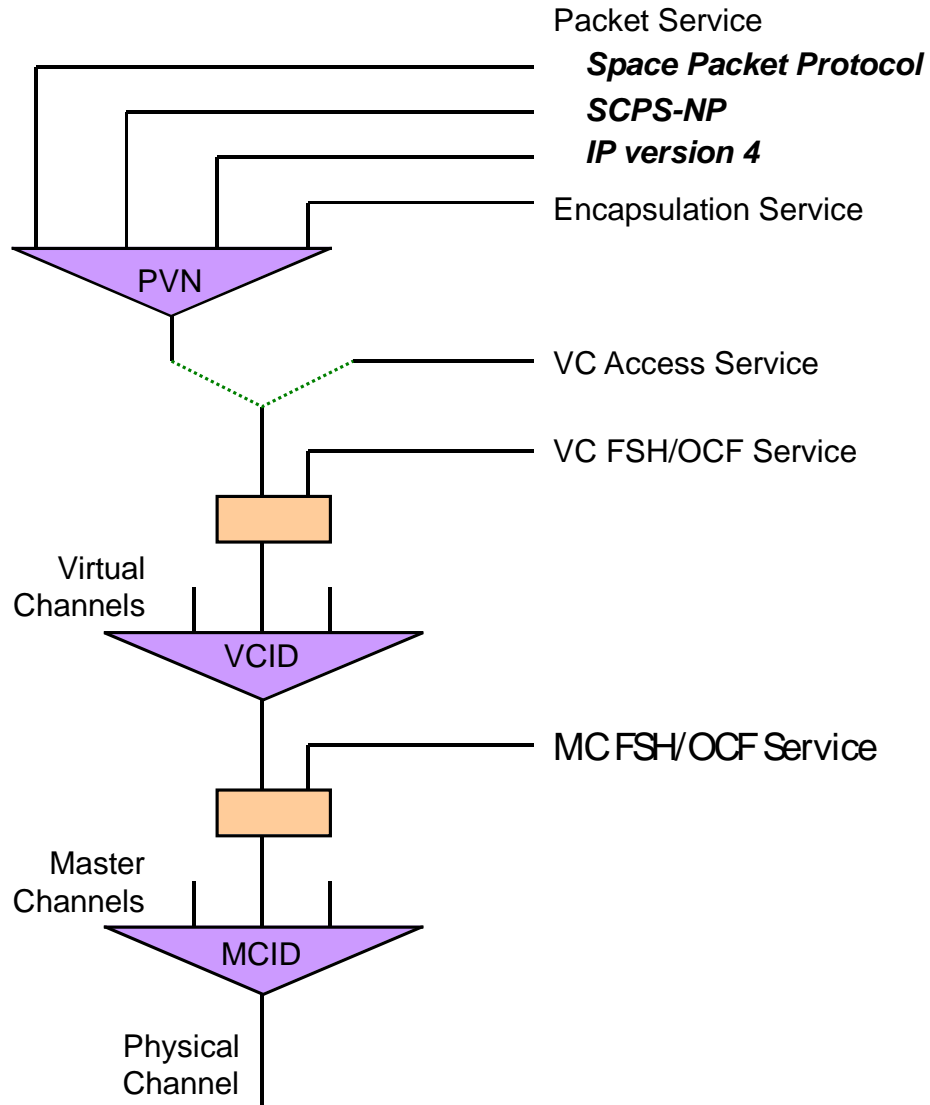 Packet Service
Space Packet Protocol
SCPS-NP
IP version 4
Encapsulation Service
PVN
VC Access Service
VC FSH/OCF Service
Virtual
Channels
VCID
MC FSH/OCF Service
Master
Channels
MCID
Physical
Channel